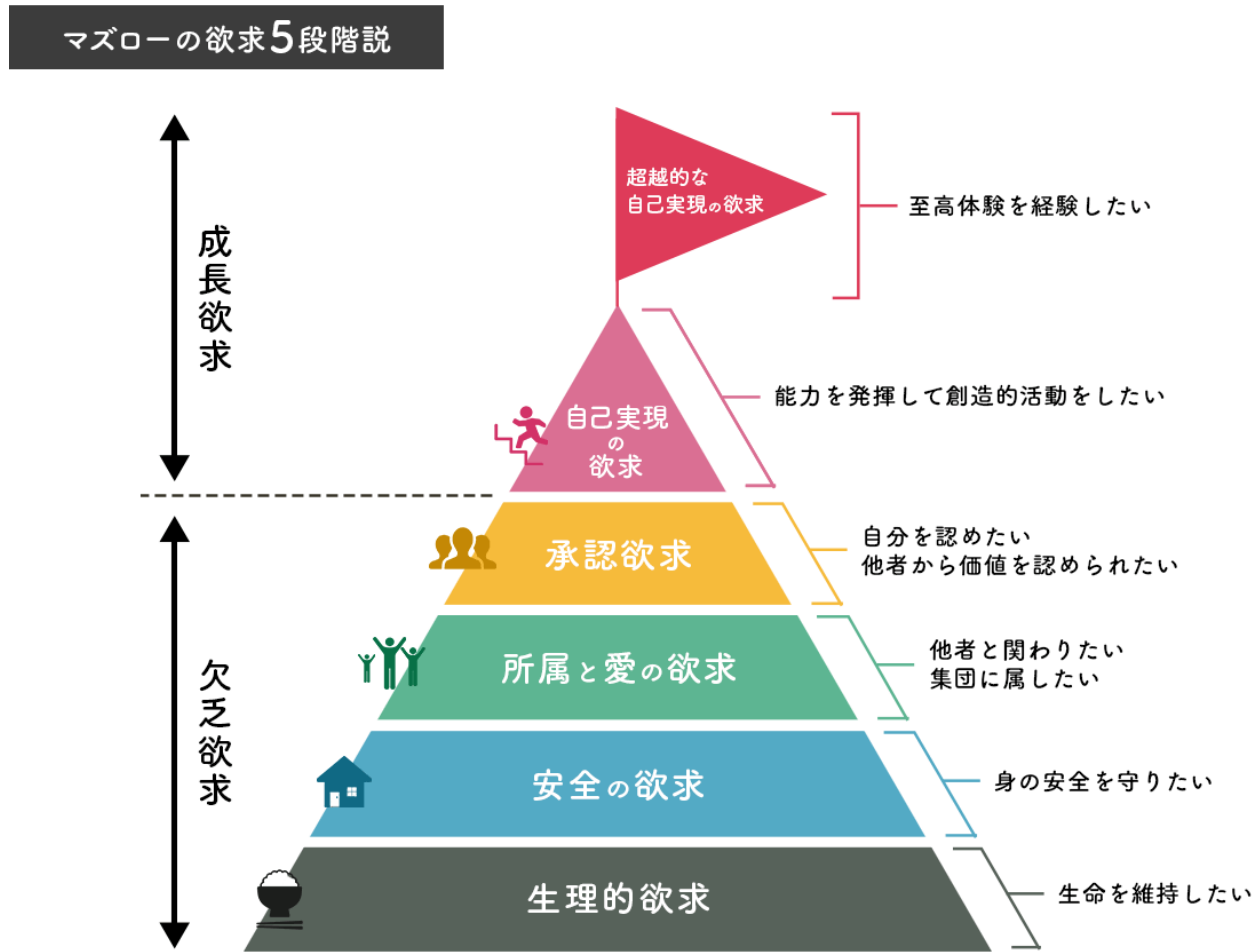 マズローの欲求5段階説
成長欲求
超越的な
自己実現の欲求
至高体験を経験したい
自己実現
の
欲求
能力を発揮して創造的活動をしたい
承認欲求
自分を認めたい
他者から価値を認められたい
欠乏欲求
所属と愛の欲求
他者と関わりたい
集団に属したい
安全の欲求
身の安全を守りたい
生理的欲求
生命を維持したい